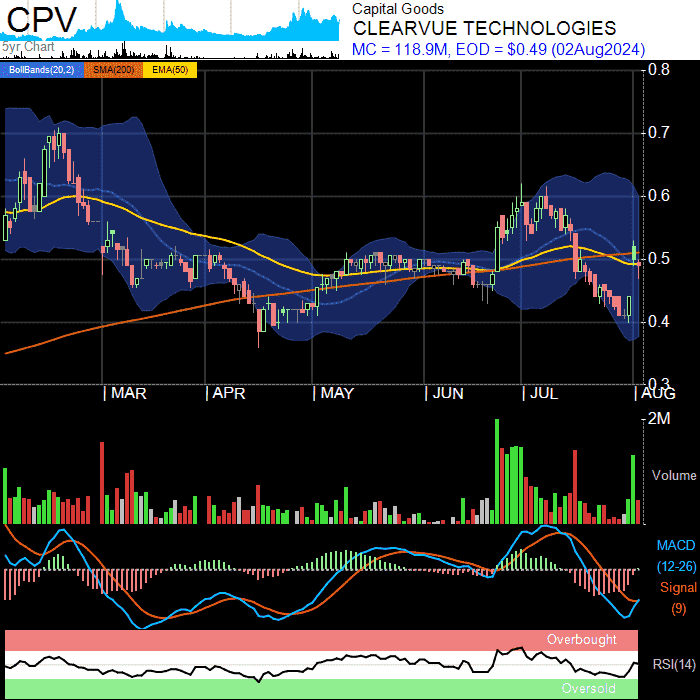 CPV
5yr Chart
Capital Goods
CLEARVUE TECHNOLOGIES
MC = 118.9M, EOD = $0.49 (02Aug2024)
BollBands(20,2) SMA(200) EMA(50)
0.8
0.7
0.6
0.5
0.4
0.3
MAR APR MAY JUN JUL AUG
2M
Volume
MACD
(12-26)
Signal
(9)
Overbought
RSI(14)
Oversold